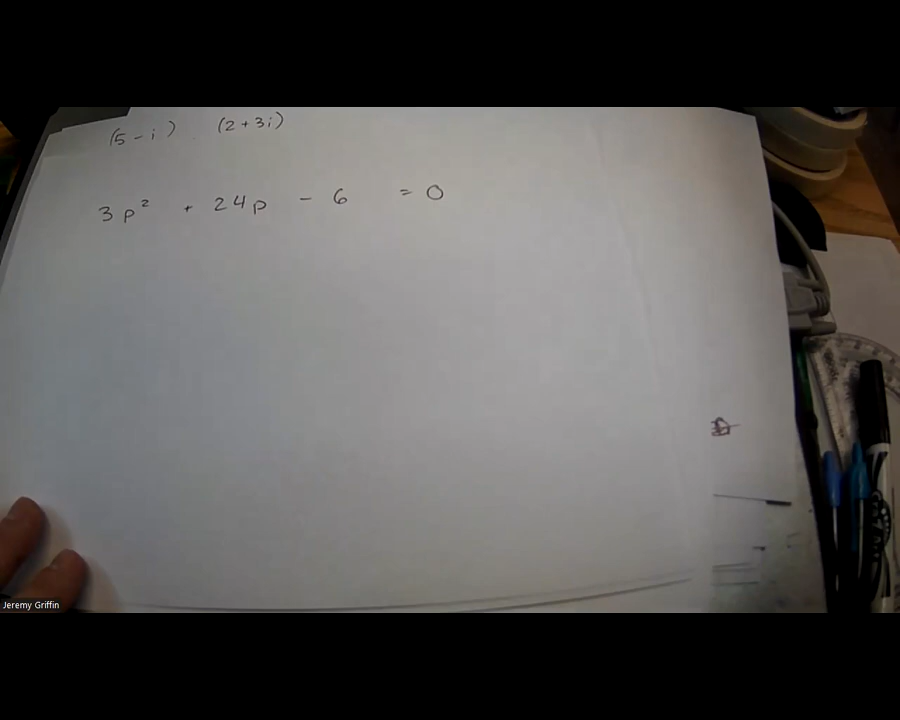 (5 - i) (2 + 3i)
3p² + 24p - 6 = 0
Jeremy Griffin